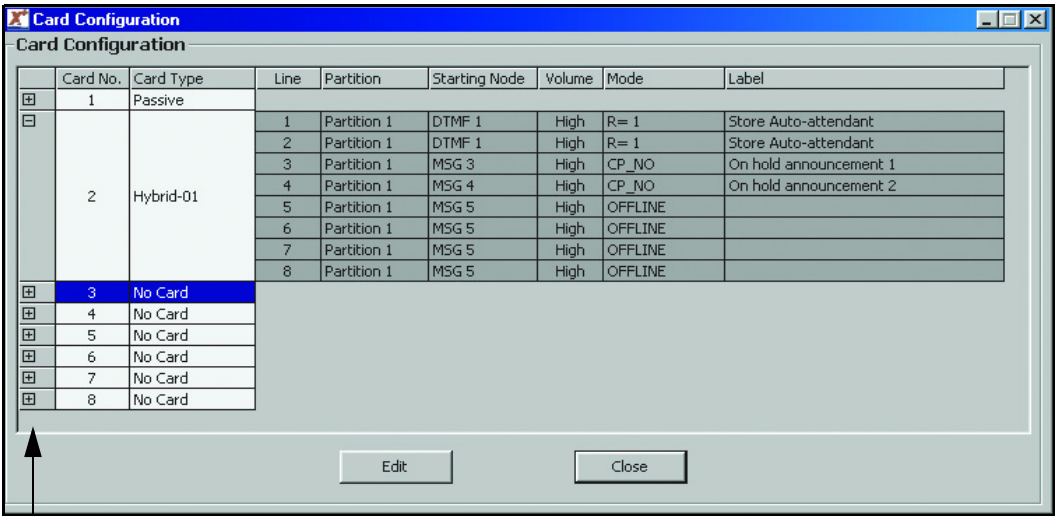 Card Configuration
Card Configuration
Card No. Card Type Line Partition Starting Node Volume Mode Label
1 Passive
2 Hybrid-01
1 Partition 1 DTMF 1 High R= 1 Store Auto-attendant
2 Partition 1 DTMF 1 High R= 1 Store Auto-attendant
3 Partition 1 MSG 3 High CP_NO On hold announcement 1
4 Partition 1 MSG 4 High CP_NO On hold announcement 2
5 Partition 1 MSG 5 High OFFLINE
6 Partition 1 MSG 5 High OFFLINE
7 Partition 1 MSG 5 High OFFLINE
8 Partition 1 MSG 5 High OFFLINE
3 No Card
4 No Card
5 No Card
6 No Card
7 No Card
8 No Card
Edit Close